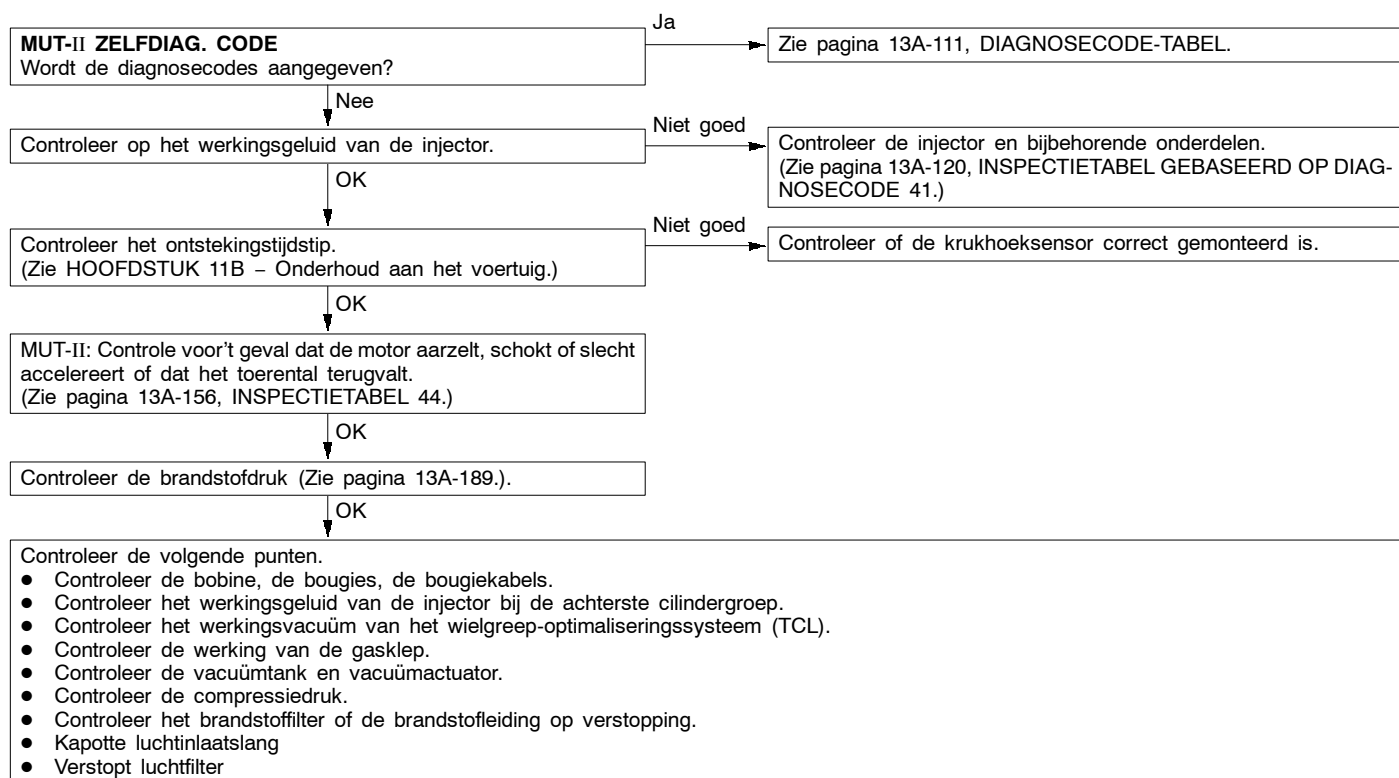 MUT-II ZELFDIAG. CODE
Wordt de diagnosecodes aangegeven?
Ja
Zie pagina 13A-111, DIAGNOSECODE-TABEL.
Nee
Controleer op het werkingsgeluid van de injector.
Niet goed
Controleer de injector en bijbehorende onderdelen.
(Zie pagina 13A-120, INSPECTIETABEL GEBASEERD OP DIAG-
NOSECODE 41.)
OK
Controleer het ontstekingstijdstip.
(Zie HOOFDSTUK 11B – Onderhoud aan het voertuig.)
Niet goed
Controleer of de krukhoeksensor correct gemonteerd is.
OK
MUT-II: Controle voor't geval dat de motor aarzelt, schokt of slecht
accelereert of dat het toerental terugvalt.
(Zie pagina 13A-156, INSPECTIETABEL 44.)
OK
Controleer de brandstofdruk (Zie pagina 13A-189.).
OK
Controleer de volgende punten.
● Controleer de bobine, de bougies, de bougiekabels.
● Controleer het werkingsgeluid van de injector bij de achterste cilindergroep.
● Controleer het werkingsvacuüm van het wielgreep-optimaliseringssysteem (TCL).
● Controleer de werking van de gasklep.
● Controleer de vacuümtank en vacuümactuator.
● Controleer de compressiedruk.
● Controleer het brandstoffilter of de brandstofleiding op verstopping.
● Kapotte luchtinlaatslang
● Verstopt luchtfilter